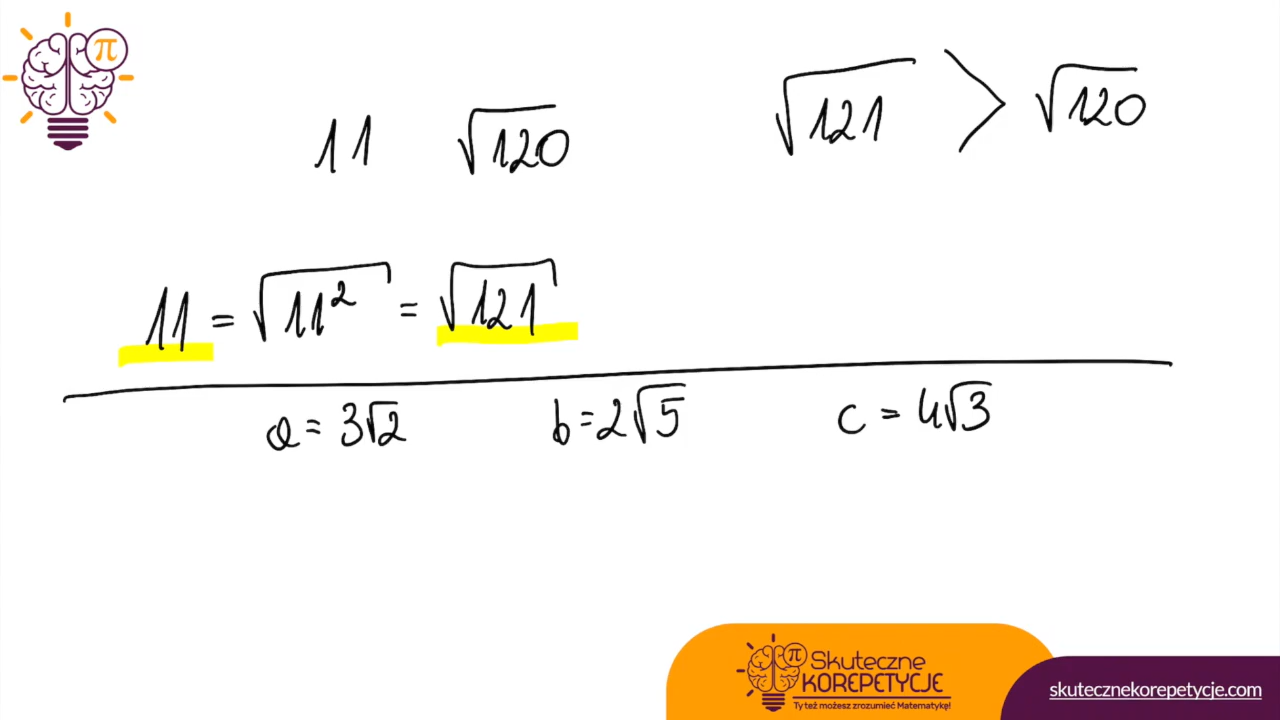 π
11 √120 √121 > √120
11 = √11² = √121
a = 3√2 b = 2√5 c = 4√3
π
Skuteczne
KOREPETYCJE
Ty też możesz zrozumieć Matematykę!
skutecznekorepetycje.com